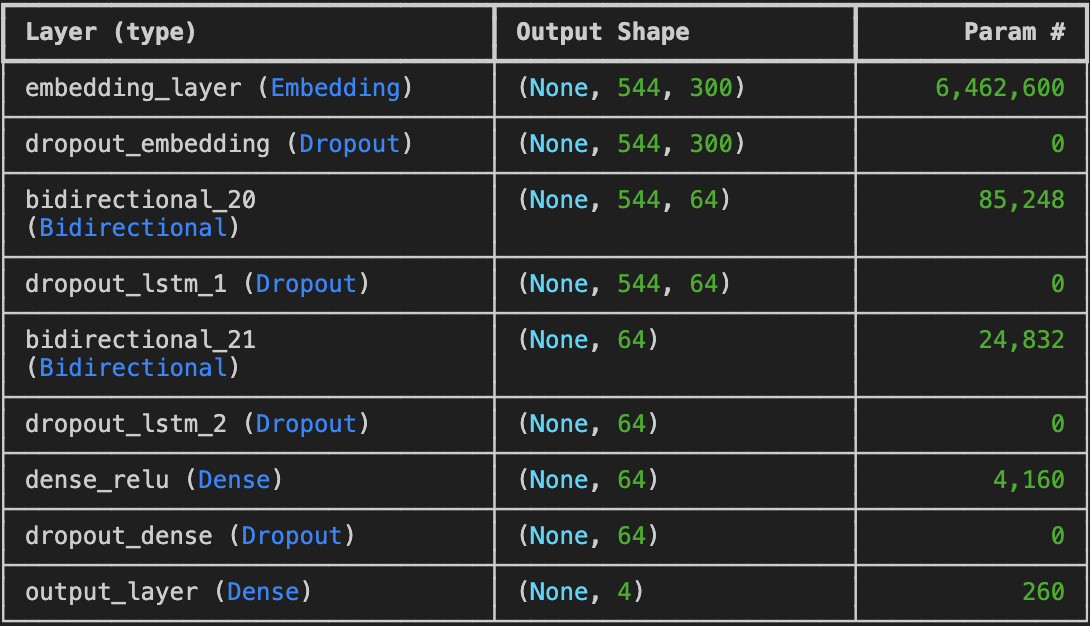 Layer (type) Output Shape Param #
embedding_layer (Embedding) (None, 544, 300) 6,462,600
dropout_embedding (Dropout) (None, 544, 300) 0
bidirectional_20 (None, 544, 64) 85,248
(Bidirectional)
dropout_lstm_1 (Dropout) (None, 544, 64) 0
bidirectional_21 (None, 64) 24,832
(Bidirectional)
dropout_lstm_2 (Dropout) (None, 64) 0
dense_relu (Dense) (None, 64) 4,160
dropout_dense (Dropout) (None, 64) 0
output_layer (Dense) (None, 4) 260